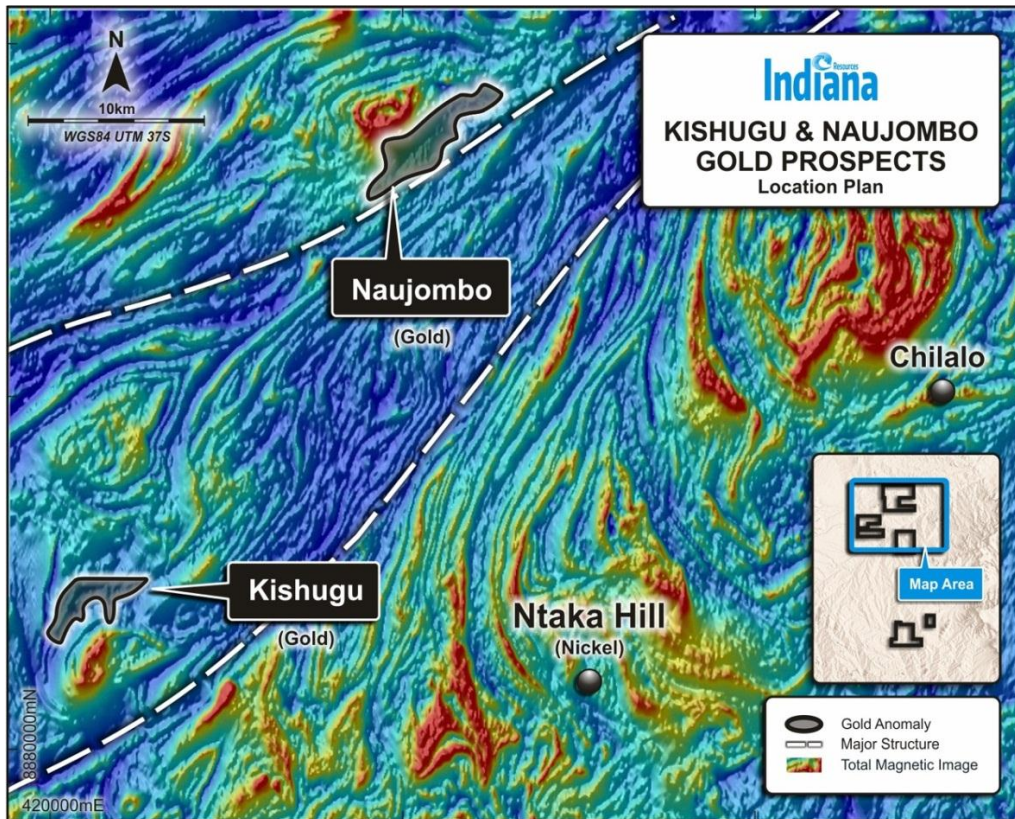 N
10km
WGS84 UTM 37S
Indiana
Resources
KISHUGU & NAUJOMBO
GOLD PROSPECTS
Location Plan
Naujombo
(Gold)
Chilalo
Map Area
Kishugu
(Gold)
Ntaka Hill
(Nickel)
Gold Anomaly
Major Structure
Total Magnetic Image
8880000mN
420000mE